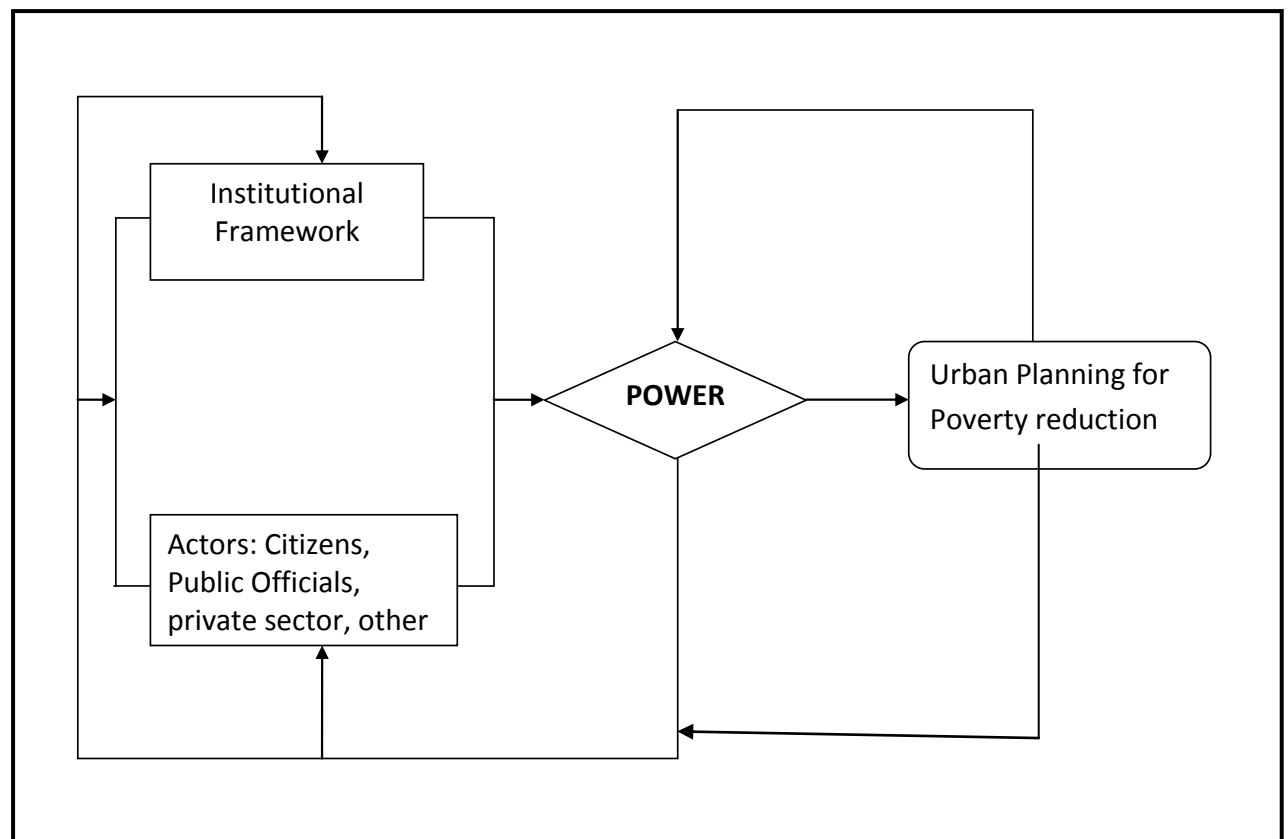 Institutional
Framework
POWER
Urban Planning for
Poverty reduction
Actors: Citizens,
Public Officials,
private sector, other